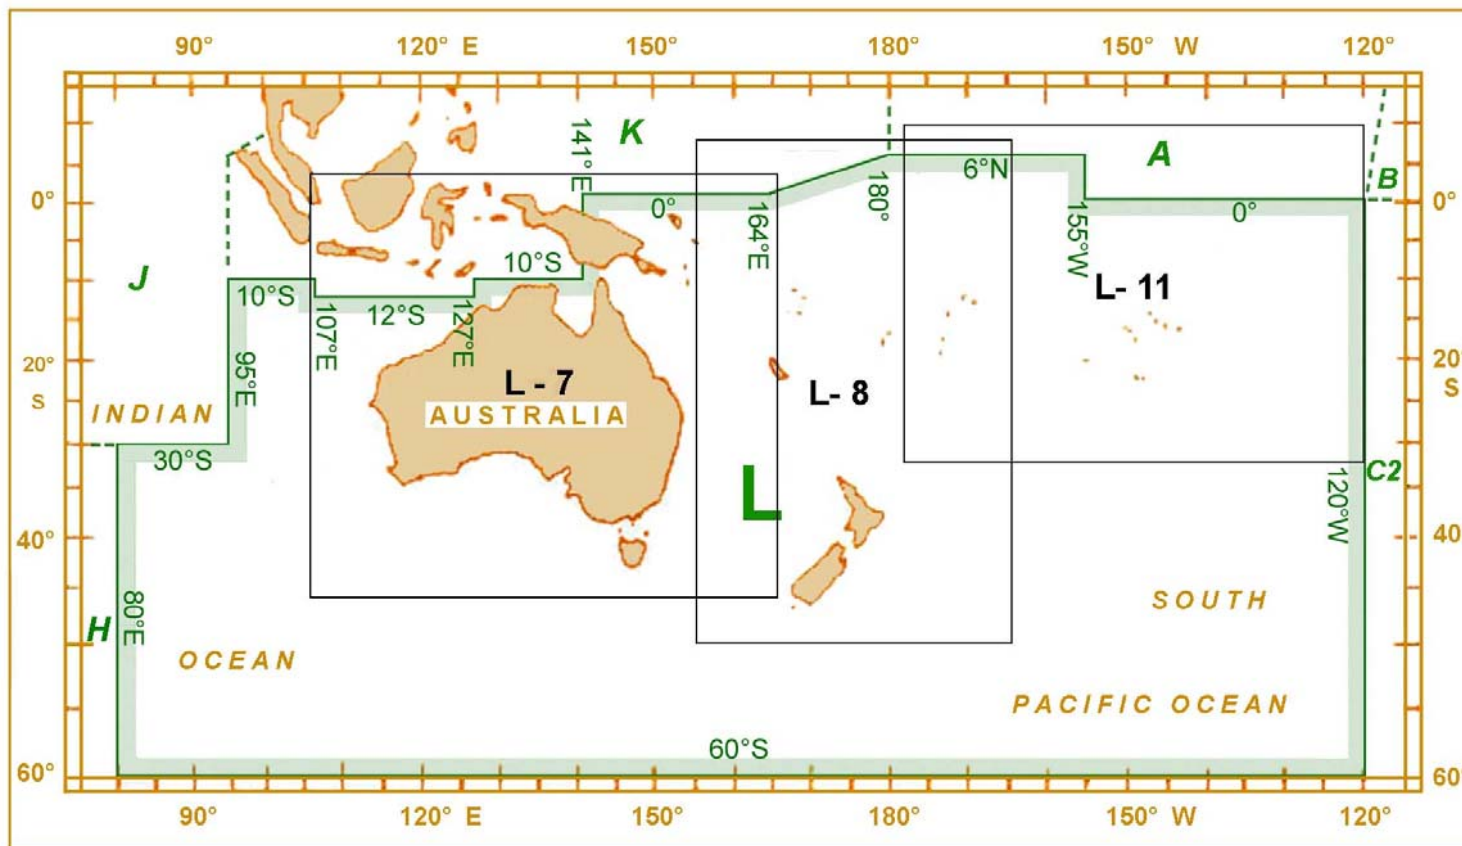 90° 120° E 150° 180° 150° W 120°
K
A
141°E
6°N
B
0°
0°
164°E
180°
155°W
0°
0°
J
10°S
10°S
L- 11
12°S
107°E
127°E
20°
S
95°E
L - 7
L- 8
20°
S
INDIAN
AUSTRALIA
30°S
L
C2
120°W
40°
40°
80°E
H
SOUTH
OCEAN
PACIFIC OCEAN
60°S
60°
60°
90° 120° E 150° 180° 150° W 120°